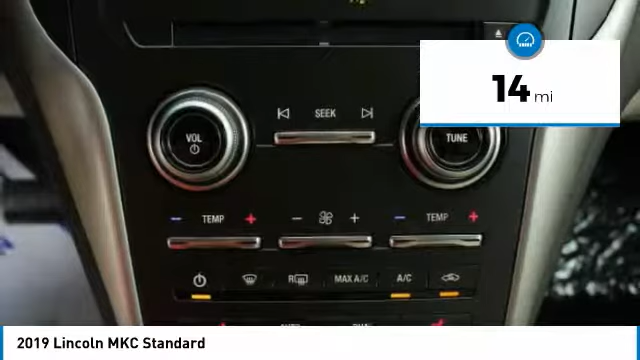 14 mi
VOL
SEEK
TUNE
TEMP
TEMP
R
MAX A/C
A/C
2019 Lincoln MKC Standard